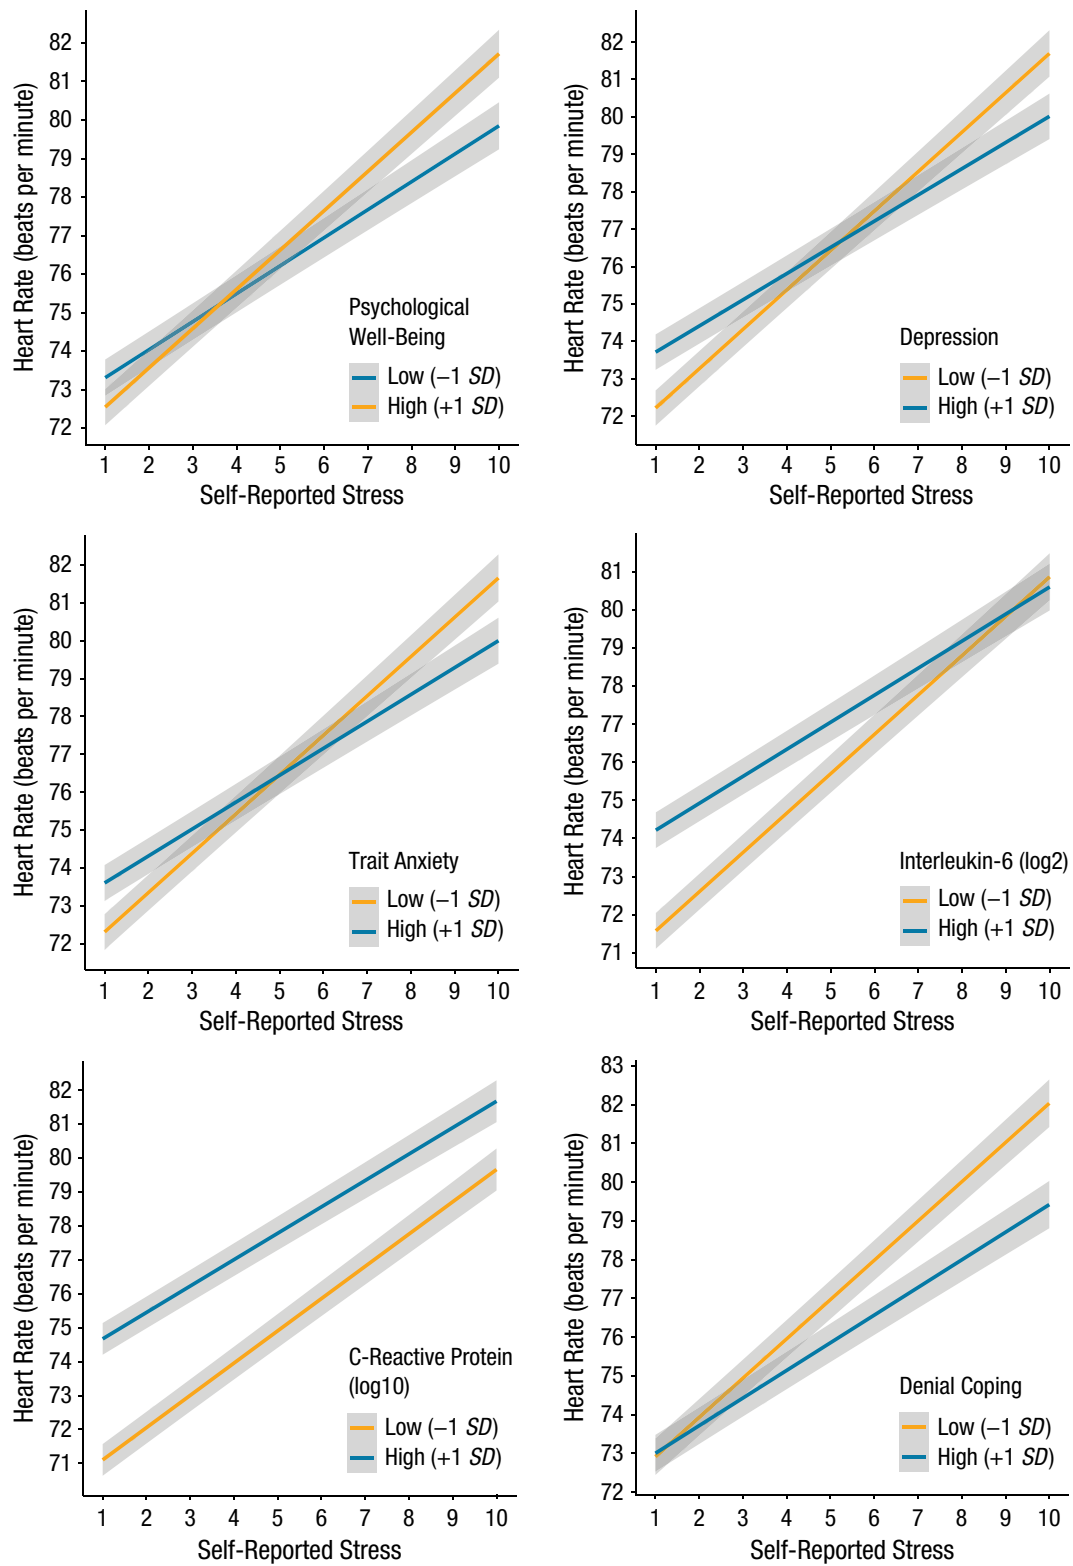 Heart Rate (beats per minute)
82
81
80
79
78
77
76
75
74
73
72
Psychological
Well-Being
Low (−1 SD)
High (+1 SD)
1 2 3 4 5 6 7 8 9 10
Self-Reported Stress
Heart Rate (beats per minute)
82
81
80
79
78
77
76
75
74
73
72
Depression
Low (−1 SD)
High (+1 SD)
1 2 3 4 5 6 7 8 9 10
Self-Reported Stress
Heart Rate (beats per minute)
82
81
80
79
78
77
76
75
74
73
72
Trait Anxiety
Low (−1 SD)
High (+1 SD)
1 2 3 4 5 6 7 8 9 10
Self-Reported Stress
Heart Rate (beats per minute)
81
80
79
78
77
76
75
74
73
72
71
Interleukin-6 (log2)
Low (−1 SD)
High (+1 SD)
1 2 3 4 5 6 7 8 9 10
Self-Reported Stress
Heart Rate (beats per minute)
82
81
80
79
78
77
76
75
74
73
72
71
C-Reactive Protein
(log10)
Low (−1 SD)
High (+1 SD)
1 2 3 4 5 6 7 8 9 10
Self-Reported Stress
Heart Rate (beats per minute)
83
82
81
80
79
78
77
76
75
74
73
72
Denial Coping
Low (−1 SD)
High (+1 SD)
1 2 3 4 5 6 7 8 9 10
Self-Reported Stress